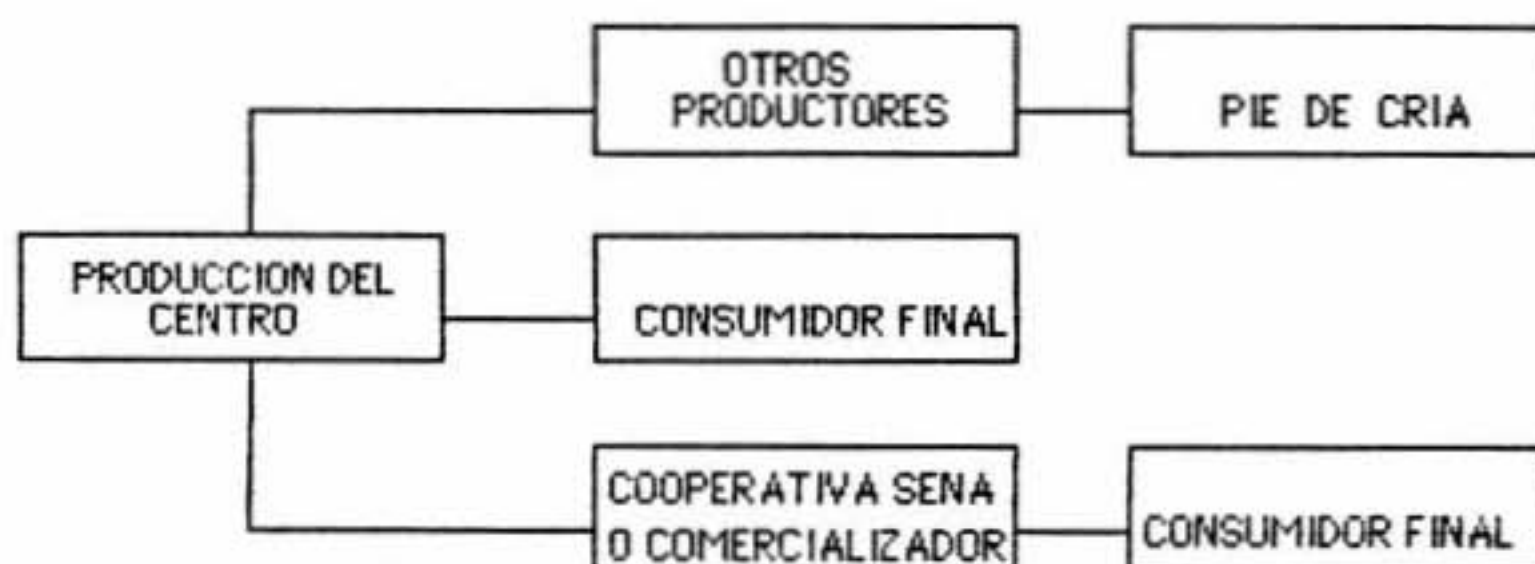 OTROS
PRODUCTORES
PIE DE CRIA
PRODUCCION DEL
CENTRO
CONSUMIDOR FINAL
COOPERATIVA SENA
O COMERCIALIZADOR
CONSUMIDOR FINAL